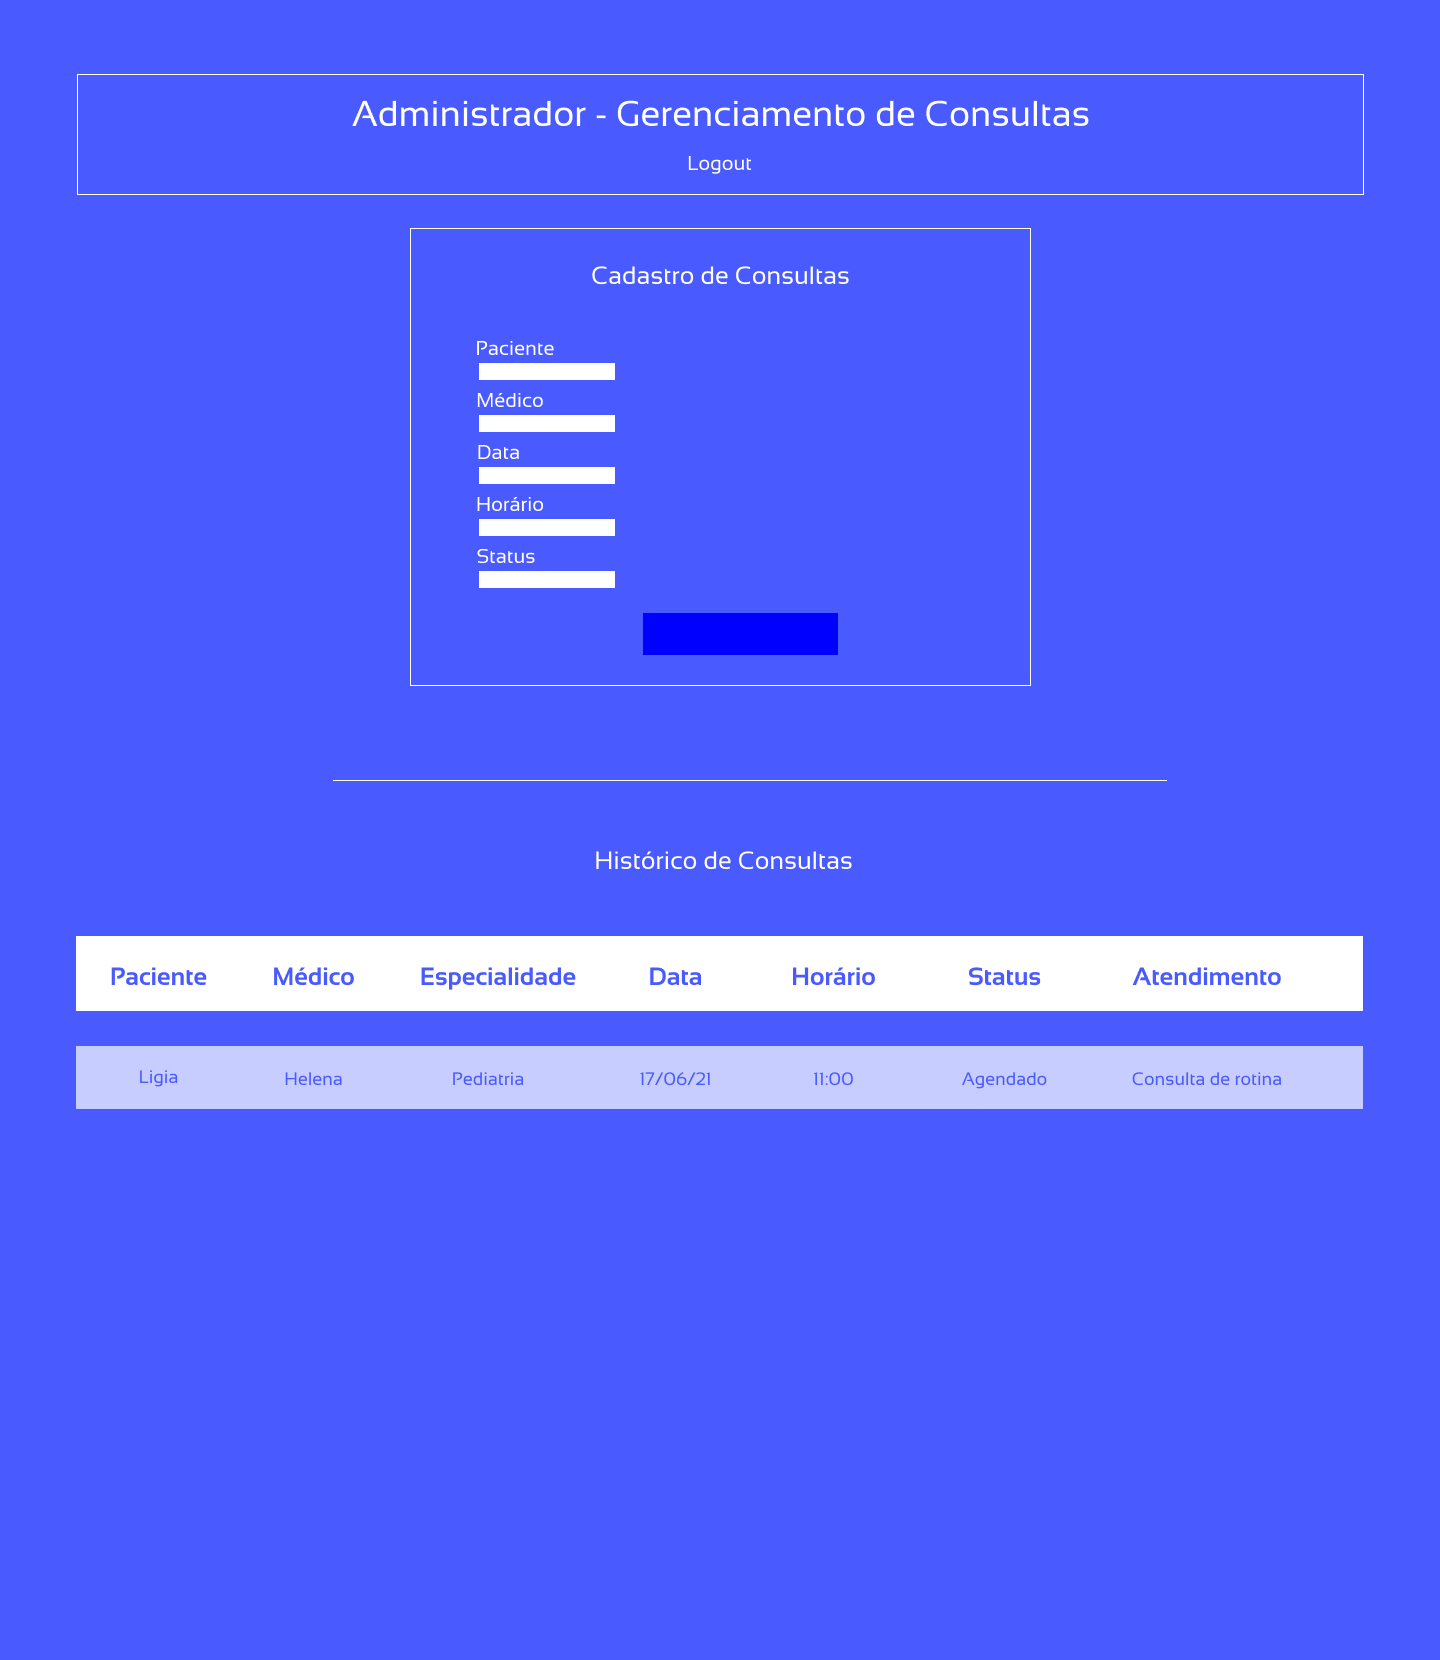 Administrador - Gerenciamento de Consultas
Logout
Cadastro de Consultas
Paciente
Médico
Data
Horário
Status
Histórico de Consultas
Paciente Médico Especialidade Data Horário Status Atendimento
Ligia Helena Pediatria 17/06/21 11:00 Agendado Consulta de rotina